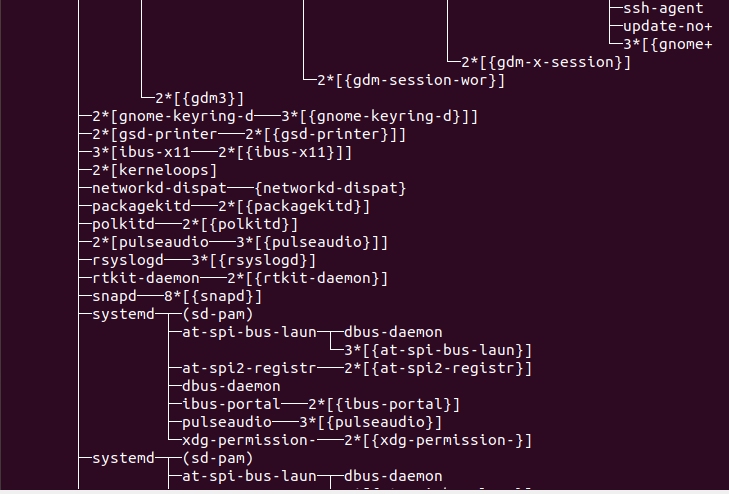 ssh-agent
update-no+
3*[{gnome+
2*[{gdm-x-session}]
2*[{gdm-session-wor}]
2*[{gdm3}]
2*[gnome-keyring-d───3*[{gnome-keyring-d}]]
2*[gsd-printer───2*[{gsd-printer}]]
3*[ibus-x11───2*[{ibus-x11}]]
2*[kerneloops]
networkd-dispat───{networkd-dispat}
packagekitd───2*[{packagekitd}]
polkitd───2*[{polkitd}]
2*[pulseaudio───3*[{pulseaudio}]]
rsyslogd───3*[{rsyslogd}]
rtkit-daemon───2*[{rtkit-daemon}]
snapd───8*[{snapd}]
systemd─┬─(sd-pam)
at-spi-bus-laun─┬─dbus-daemon
3*[{at-spi-bus-laun}]
at-spi2-registr───2*[{at-spi2-registr}]
dbus-daemon
ibus-portal───2*[{ibus-portal}]
pulseaudio───3*[{pulseaudio}]
xdg-permission-───2*[{xdg-permission-}]
systemd─┬─(sd-pam)
at-spi-bus-laun─┬─dbus-daemon